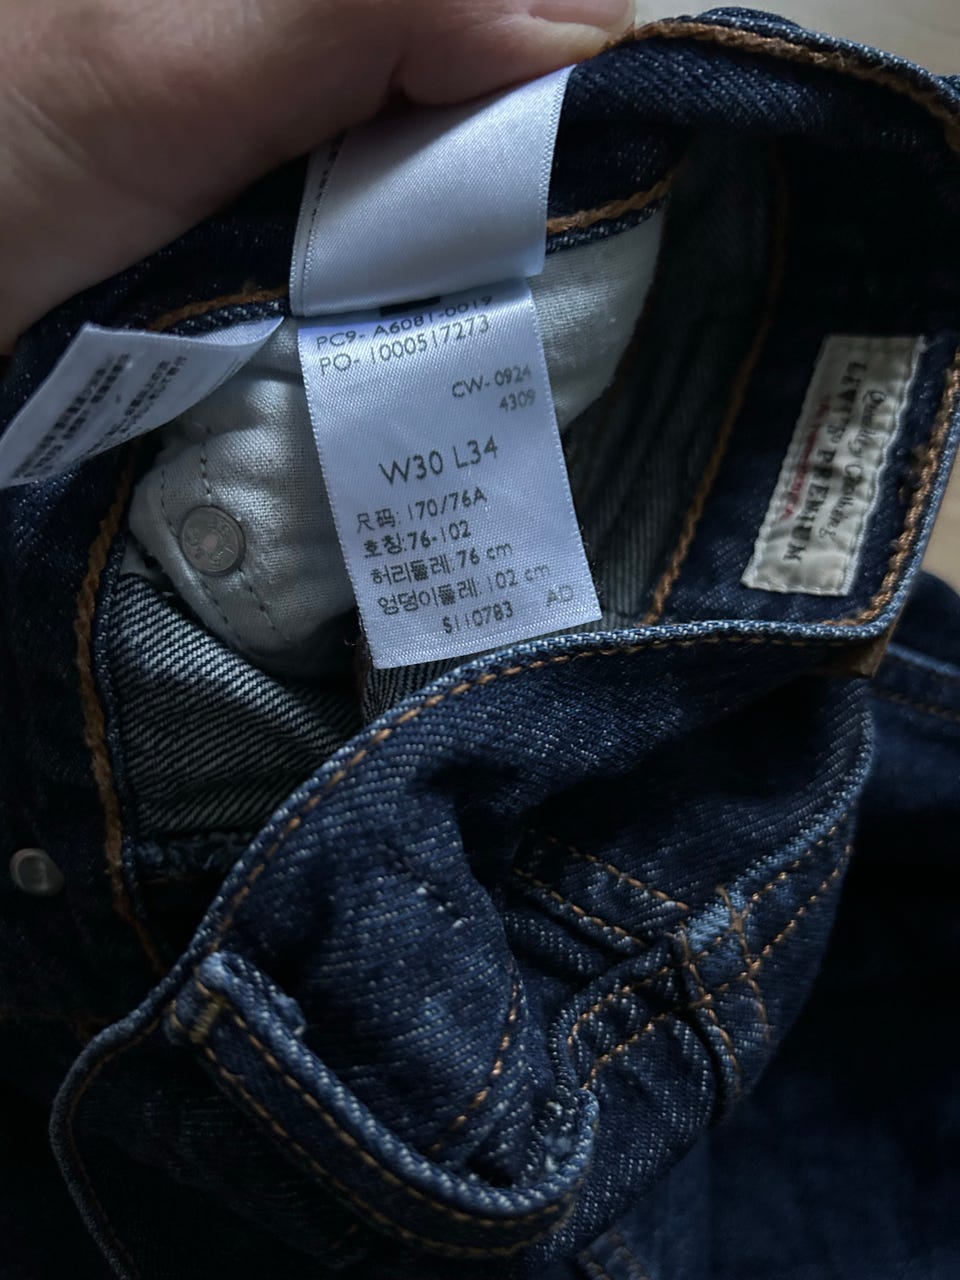 PC9- A6081-0019
PO- 1000517273
CW- 0924
4309
W30 L34
尺码: 170/76A
호칭:76-102
허리둘레:76 cm
엉덩이둘레: 102 cm
S110783 AD
Quality Clothing
LEVI'S PREMIUM